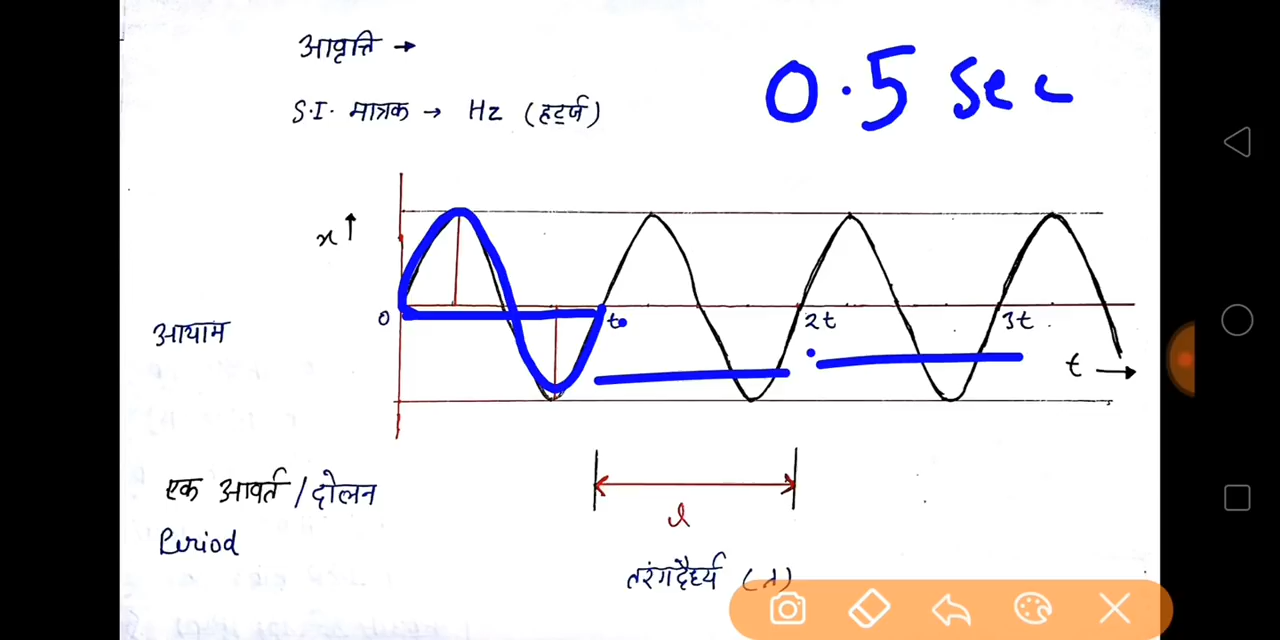 आवृत्ति →
0.5 sec
S.I. मात्रक → Hz (हर्ट्ज)
x ↑
0 t 2t 3t
आयाम
t →
एक आवर्त / दोलन
λ
Period
तरंगदैर्ध्य (λ)